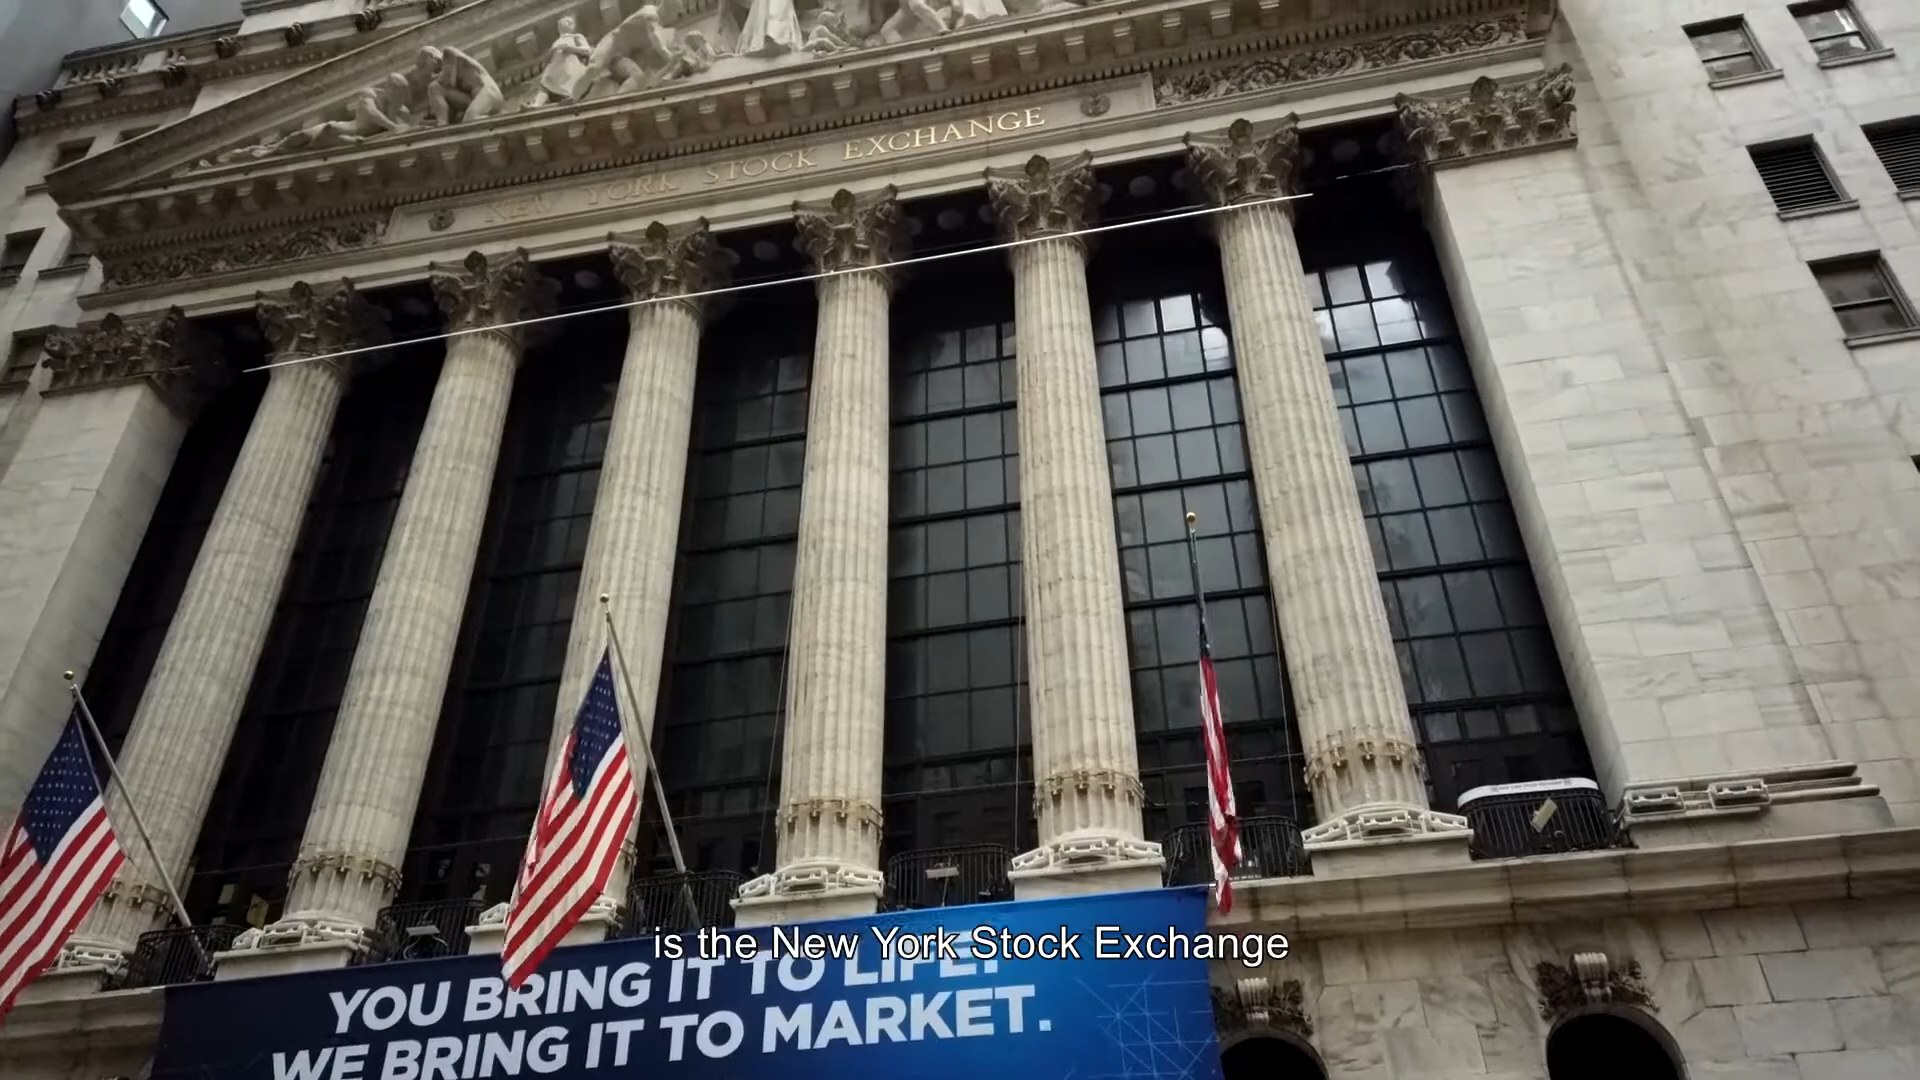 NEW YORK STOCK EXCHANGE
is the New York Stock Exchange
YOU BRING IT TO LIFE.
WE BRING IT TO MARKET.